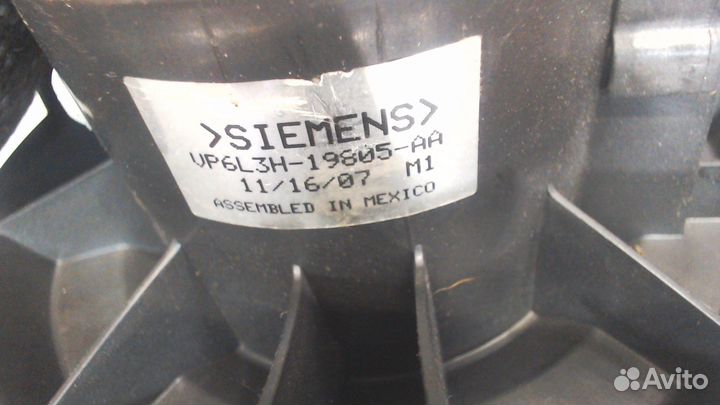 >SIEMENS>
VP6L3H-19805-AA
11/16/07 M1
ASSEMBLED IN MEXICO
Avito